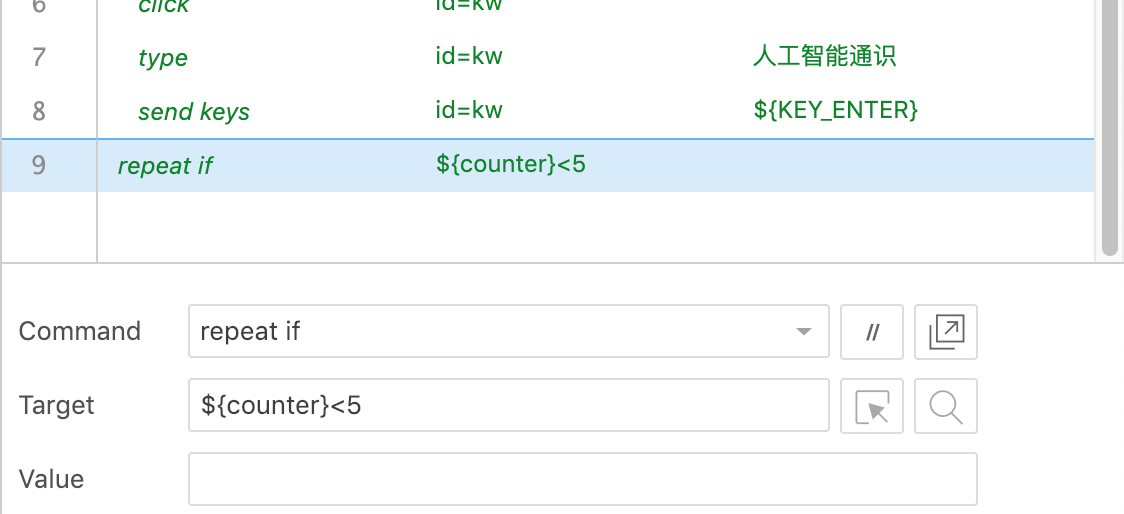 6 click id=kw
7 type id=kw 人工智能通识
8 send keys id=kw ${KEY_ENTER}
9 repeat if ${counter}<5
Command repeat if //
Target ${counter}<5
Value